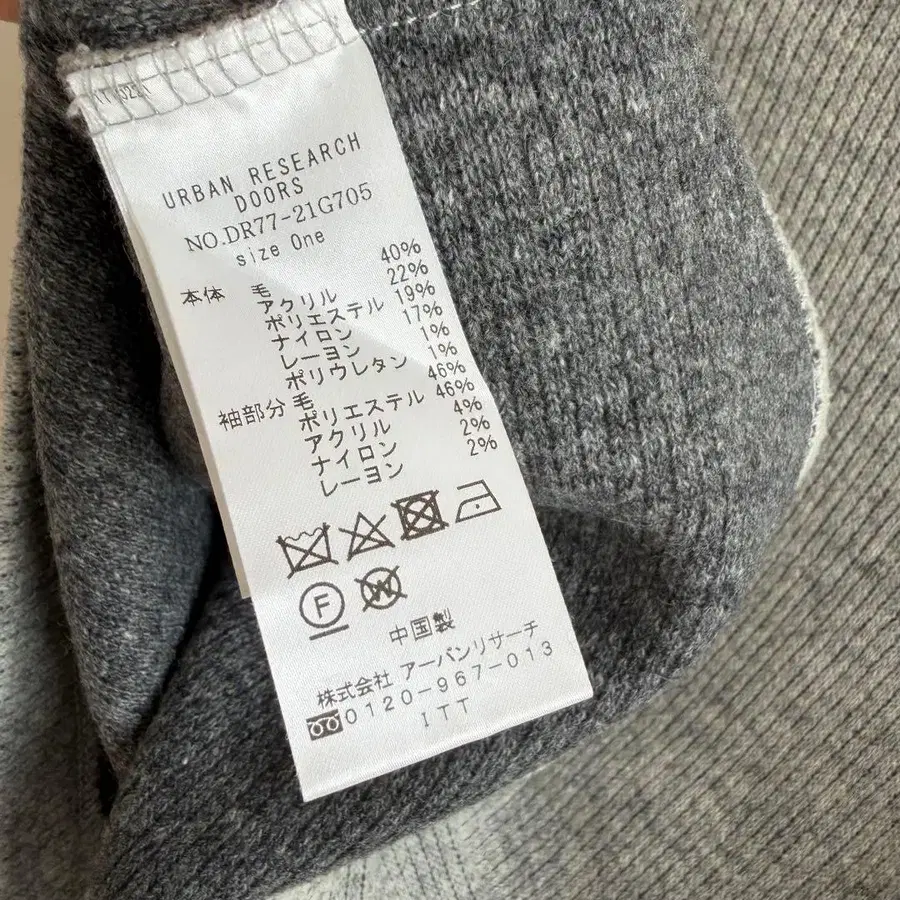 URBAN RESEARCH
DOORS
NO.DR77-21G705
size One
本体 毛 40%
アクリル 22%
ポリエステル 19%
ナイロン 17%
レーヨン 1%
ポリウレタン 1%
袖部分 毛 46%
ポリエステル 46%
アクリル 4%
ナイロン 2%
レーヨン 2%
F W
中国製
株式会社 アーバンリサーチ
0120-967-013
ITT